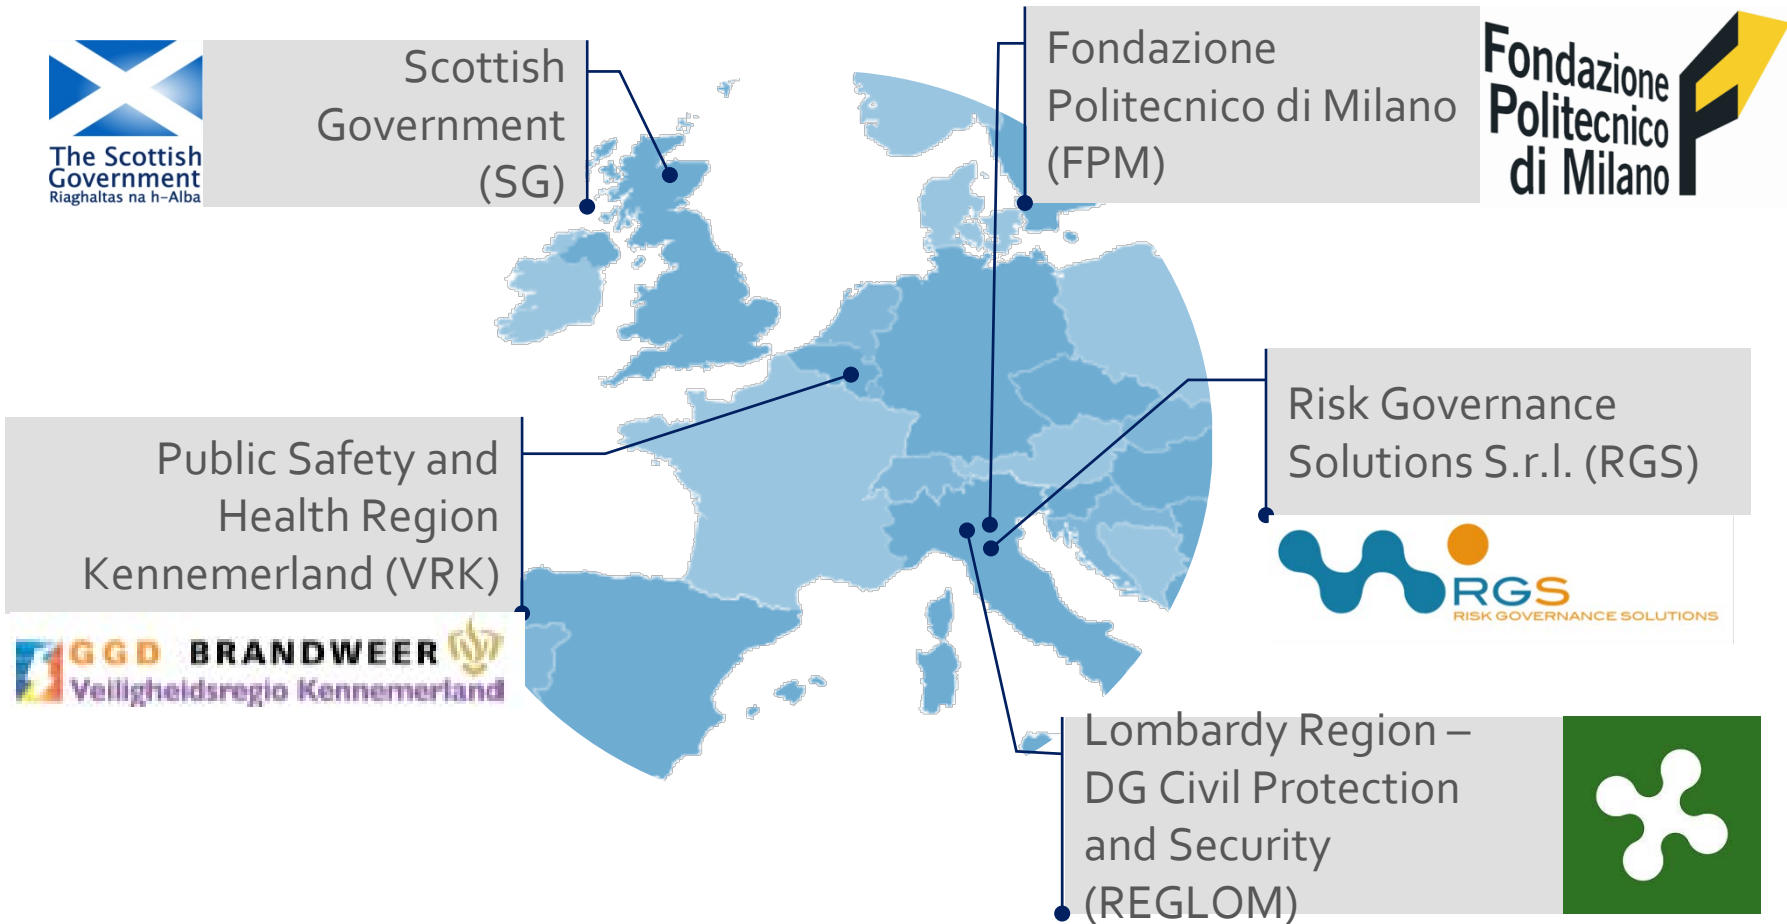 The Scottish
Government
Riaghaltas na h-Alba
Scottish
Government
(SG)
Fondazione
Politecnico di Milano
(FPM)
Fondazione
Politecnico
di Milano
Public Safety and
Health Region
Kennemerland (VRK)
GGD BRANDWEER
Veiligheidsregio Kennemerland
Risk Governance
Solutions S.r.l. (RGS)
RGS
RISK GOVERNANCE SOLUTIONS
Lombardy Region –
DG Civil Protection
and Security
(REGLOM)